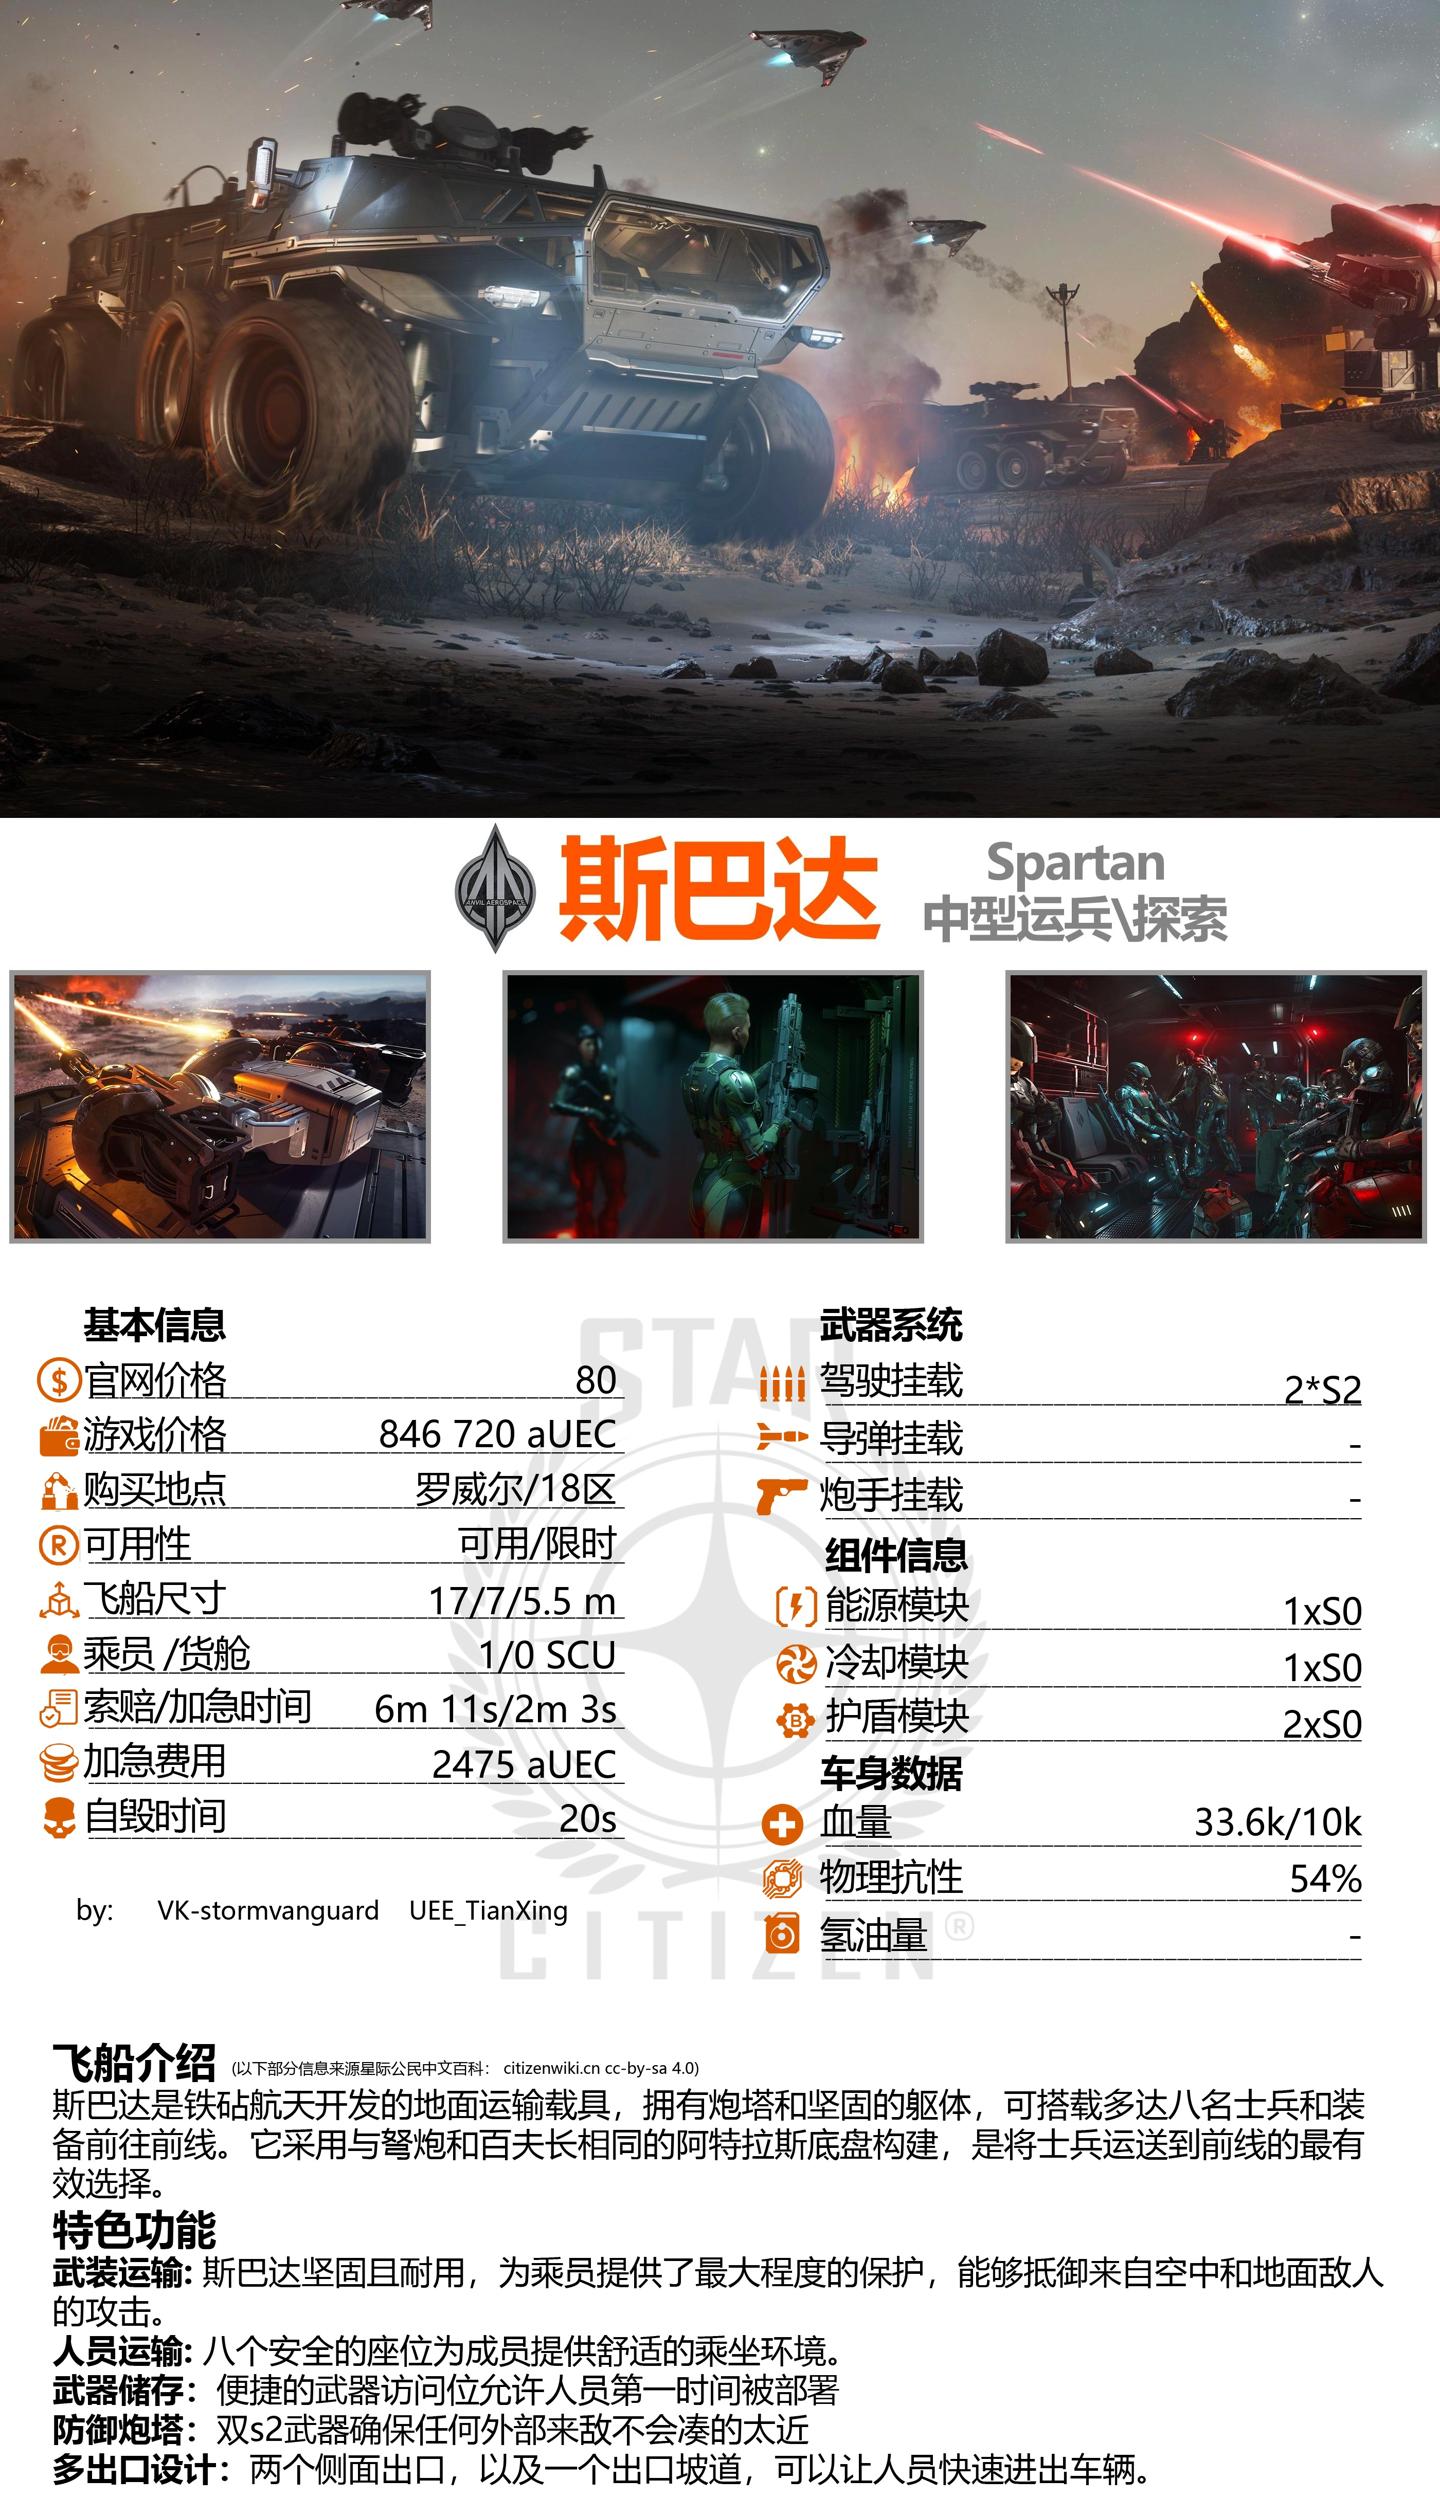 ANVIL AEROSPACE
斯巴达
Spartan
中型运兵\探索
基本信息
官网价格 80
游戏价格 846 720 aUEC
购买地点 罗威尔/18区
可用性 可用/限时
飞船尺寸 17/7/5.5 m
乘员 /货舱 1/0 SCU
索赔/加急时间 6m 11s/2m 3s
加急费用 2475 aUEC
自毁时间 20s
by: VK-stormvanguard UEE_TianXing
武器系统
驾驶挂载 2*S2
导弹挂载 -
炮手挂载 -
组件信息
能源模块 1xS0
冷却模块 1xS0
护盾模块 2xS0
车身数据
血量 33.6k/10k
物理抗性 54%
氢油量 -
STAR
CITIZEN®
飞船介绍 (以下部分信息来源星际公民中文百科： citizenwiki.cn cc-by-sa 4.0)
斯巴达是铁砧航天开发的地面运输载具，拥有炮塔和坚固的躯体，可搭载多达八名士兵和装
备前往前线。它采用与弩炮和百夫长相同的阿特拉斯底盘构建，是将士兵运送到前线的最有
效选择。
特色功能
武装运输: 斯巴达坚固且耐用，为乘员提供了最大程度的保护，能够抵御来自空中和地面敌人
的攻击。
人员运输: 八个安全的座位为成员提供舒适的乘坐环境。
武器储存：便捷的武器访问位允许人员第一时间被部署
防御炮塔：双s2武器确保任何外部来敌不会凑的太近
多出口设计：两个侧面出口，以及一个出口坡道，可以让人员快速进出车辆。